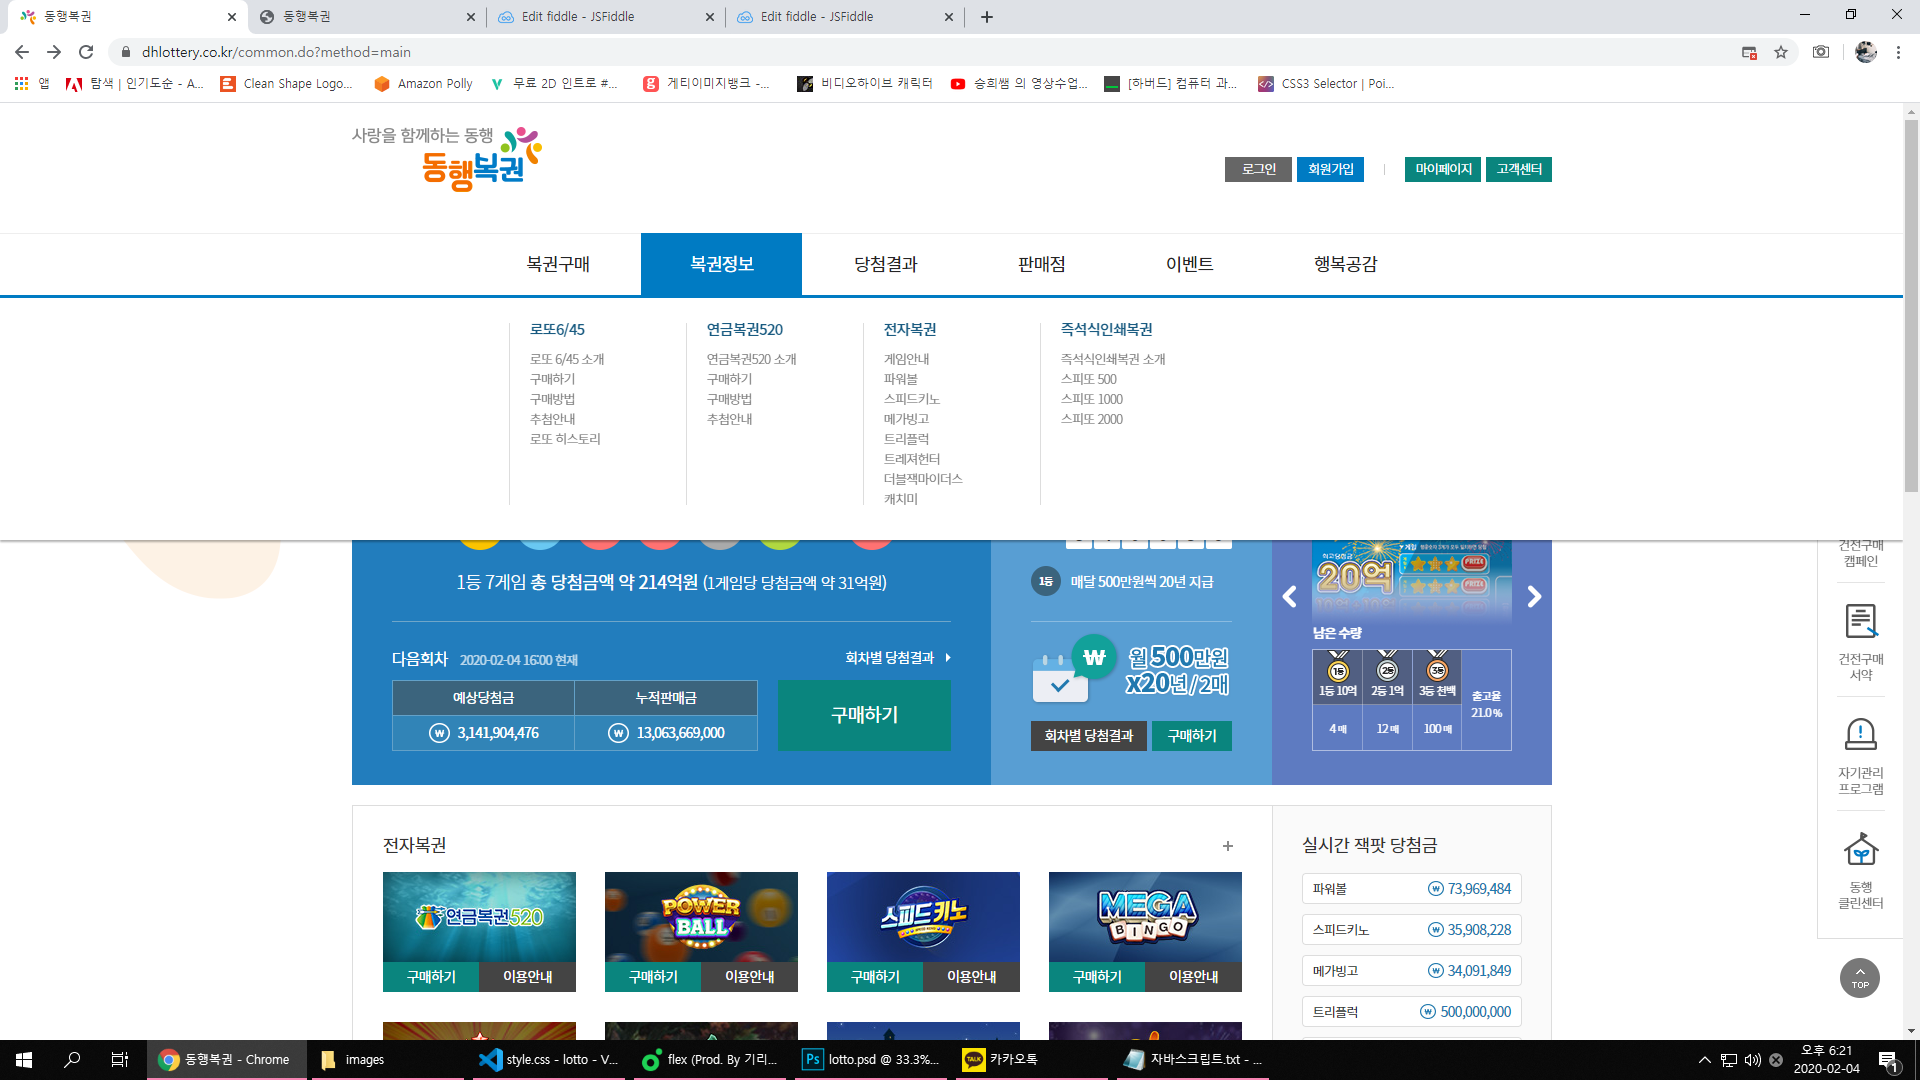 동행복권
동행복권
Edit fiddle - JSFiddle
Edit fiddle - JSFiddle
dhlottery.co.kr/common.do?method=main
앱
탐색 | 인기도순 - A...
Clean Shape Logo...
Amazon Polly
무료 2D 인트로 #...
게티이미지뱅크 -...
비디오하이브 캐릭터
승희쌤 의 영상수업...
[하버드] 컴퓨터 과...
CSS3 Selector | Poi...
사랑을 함께하는 동행
동행복권
로그인
회원가입
마이페이지
고객센터
복권구매
복권정보
당첨결과
판매점
이벤트
행복공감
로또6/45
로또 6/45 소개
구매하기
구매방법
추첨안내
로또 히스토리
연금복권520
연금복권520 소개
구매하기
구매방법
추첨안내
전자복권
게임안내
파워볼
스피드키노
메가빙고
트리플럭
트레져헌터
더블잭마이더스
캐치미
즉석식인쇄복권
즉석식인쇄복권 소개
스피또 500
스피또 1000
스피또 2000
1등 7게임 총 당첨금액 약 214억원 (1게임당 당첨금액 약 31억원)
다음회차 2020-02-04 16:00 현재
회차별 당첨결과
예상당첨금
누적판매금
₩ 3,141,904,476
₩ 13,063,669,000
구매하기
1등 매달 500만원씩 20년 지급
₩
월 500만원
x20년 / 2매
회차별 당첨결과
구매하기
최고당첨금
20억
남은 수량
1등 2등 3등
1등 10억
2등 1억
3등 천백
출고율
21.0 %
4 매
12 매
100 매
건전구매
캠페인
건전구매
서약
자기관리
프로그램
동행
클린센터
TOP
전자복권
+
연금복권520
구매하기
이용안내
POWER
BALL
구매하기
이용안내
스피드키노
구매하기
이용안내
MEGA
BINGO
구매하기
이용안내
실시간 잭팟 당첨금
파워볼 ₩ 73,969,484
스피드키노 ₩ 35,908,228
메가빙고 ₩ 34,091,849
트리플럭 ₩ 500,000,000
동행복권 - Chrome
images
style.css - lotto - V...
flex (Prod. By 기리...
Ps
lotto.psd @ 33.3%...
TALK
카카오톡
자바스크립트.txt - ...
오후 6:21
2020-02-04
1